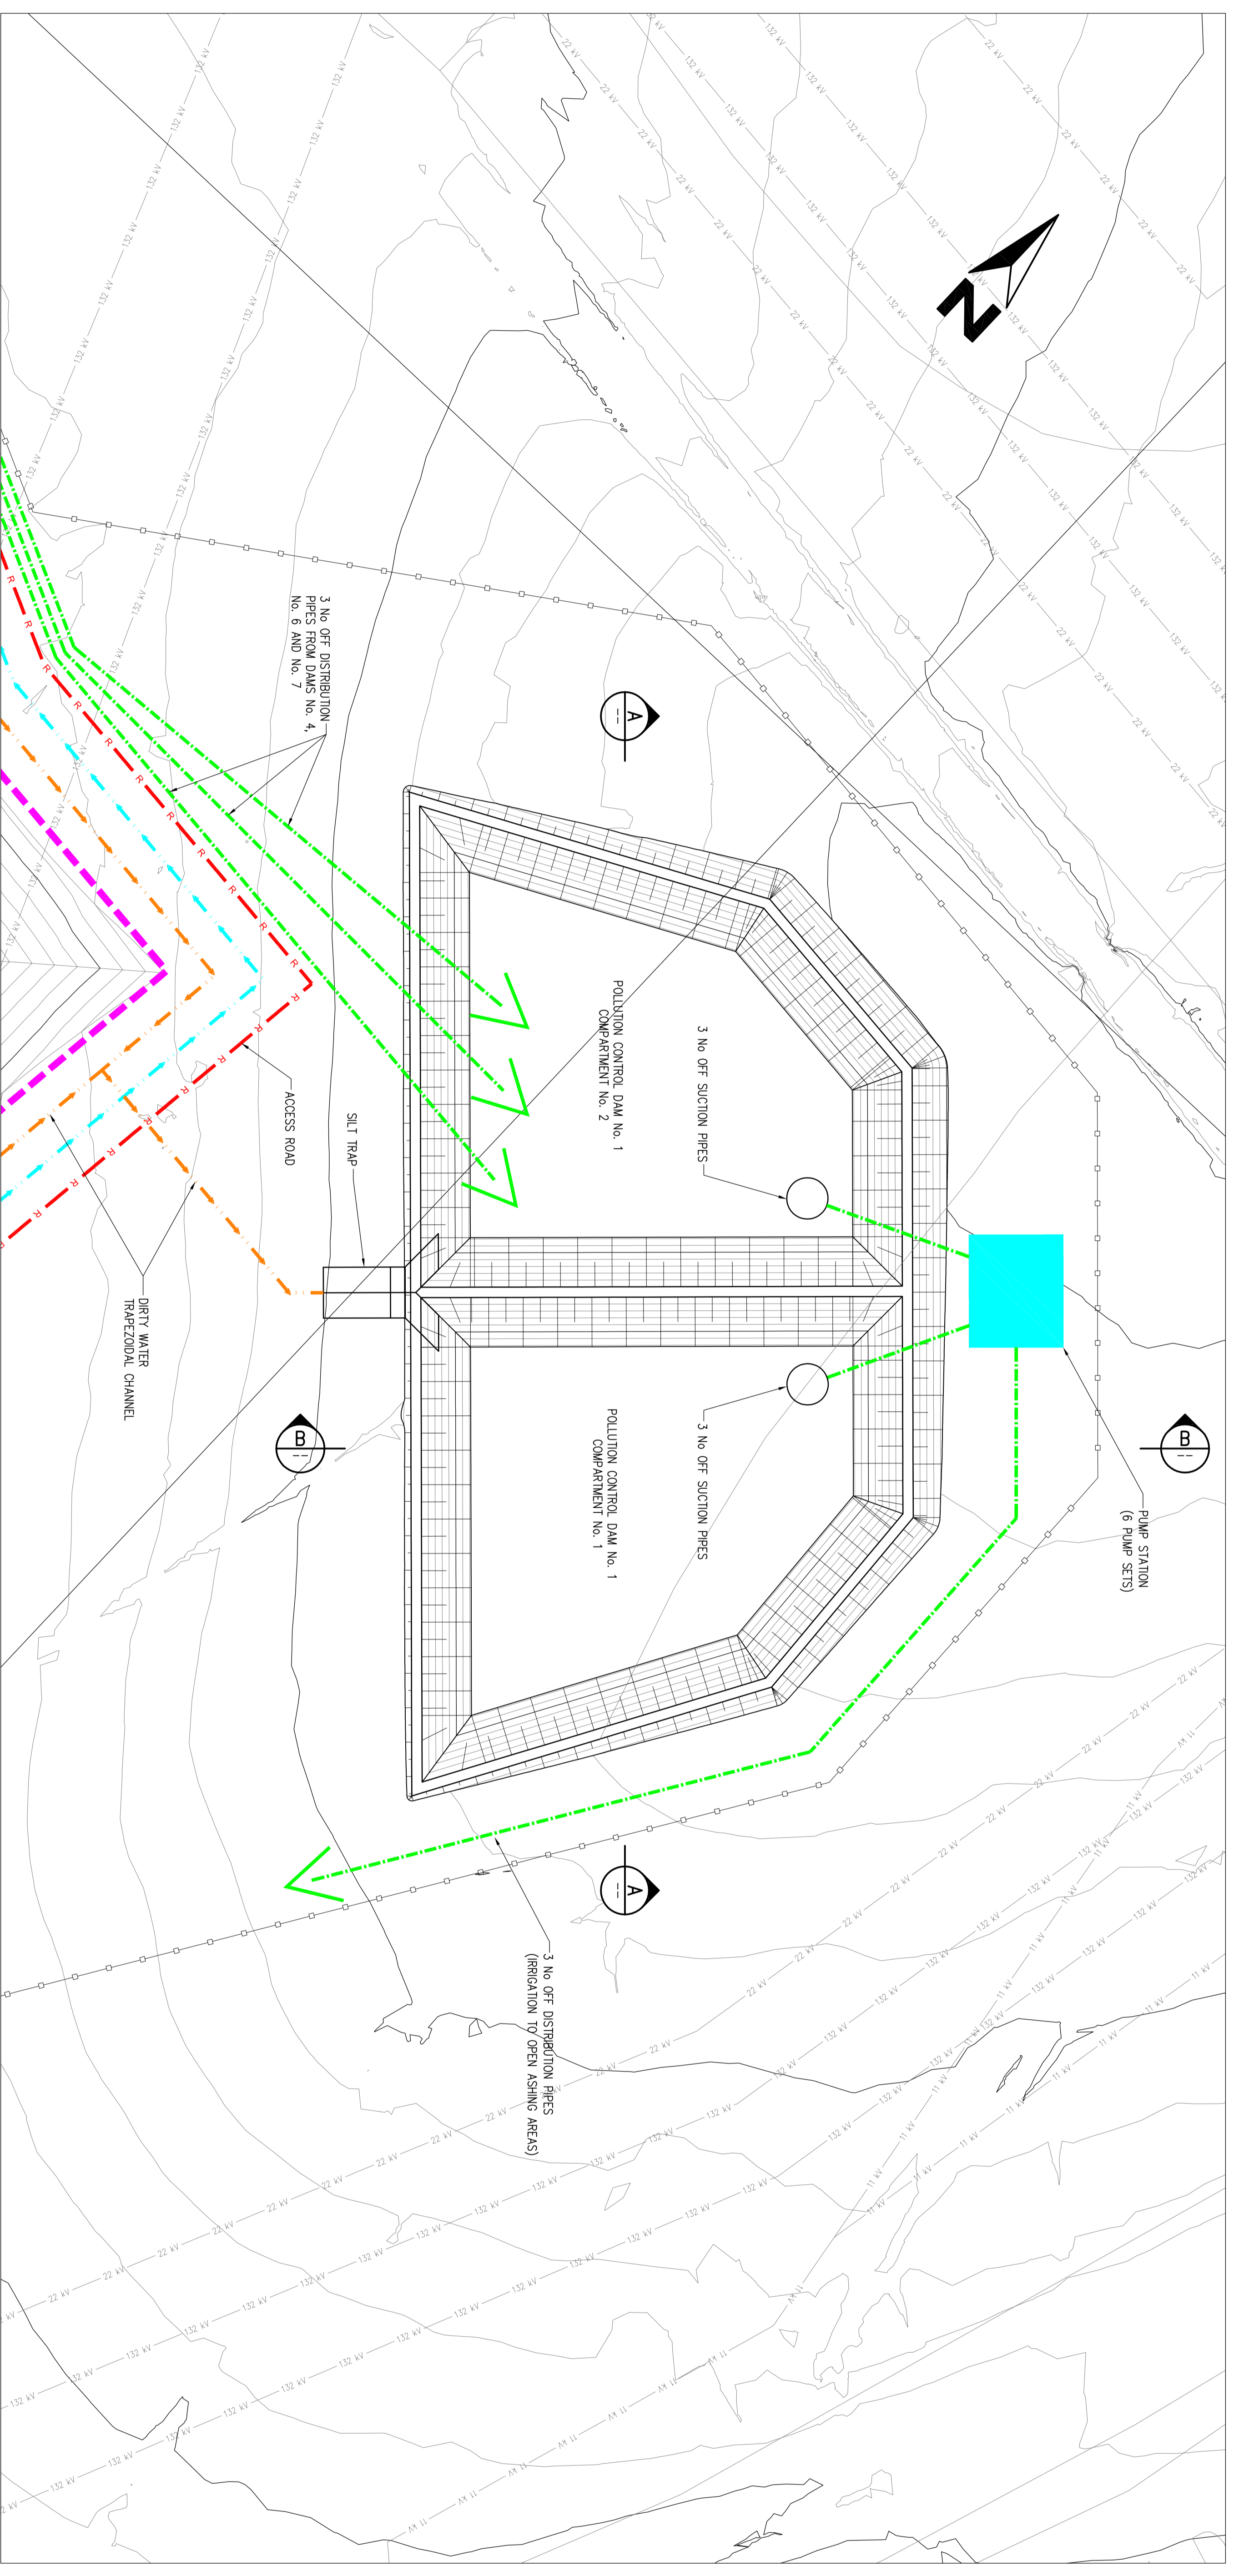 N
3 No OFF DISTRIBUTION
PIPES FROM DAMS No. 4,
No. 6 AND No. 7
A
--
POLLUTION CONTROL DAM No. 1
COMPARTMENT No. 2
3 No OFF SUCTION PIPES
ACCESS ROAD
SILT TRAP
DIRTY WATER
TRAPEZOIDAL CHANNEL
B
--
POLLUTION CONTROL DAM No. 1
COMPARTMENT No. 1
3 No OFF SUCTION PIPES
PUMP STATION
(6 PUMP SETS)
B
--
A
--
3 No OFF DISTRIBUTION PIPES
(IRRIGATION TO OPEN ASHING AREAS)
132 kV
22 kV
11 kV
R